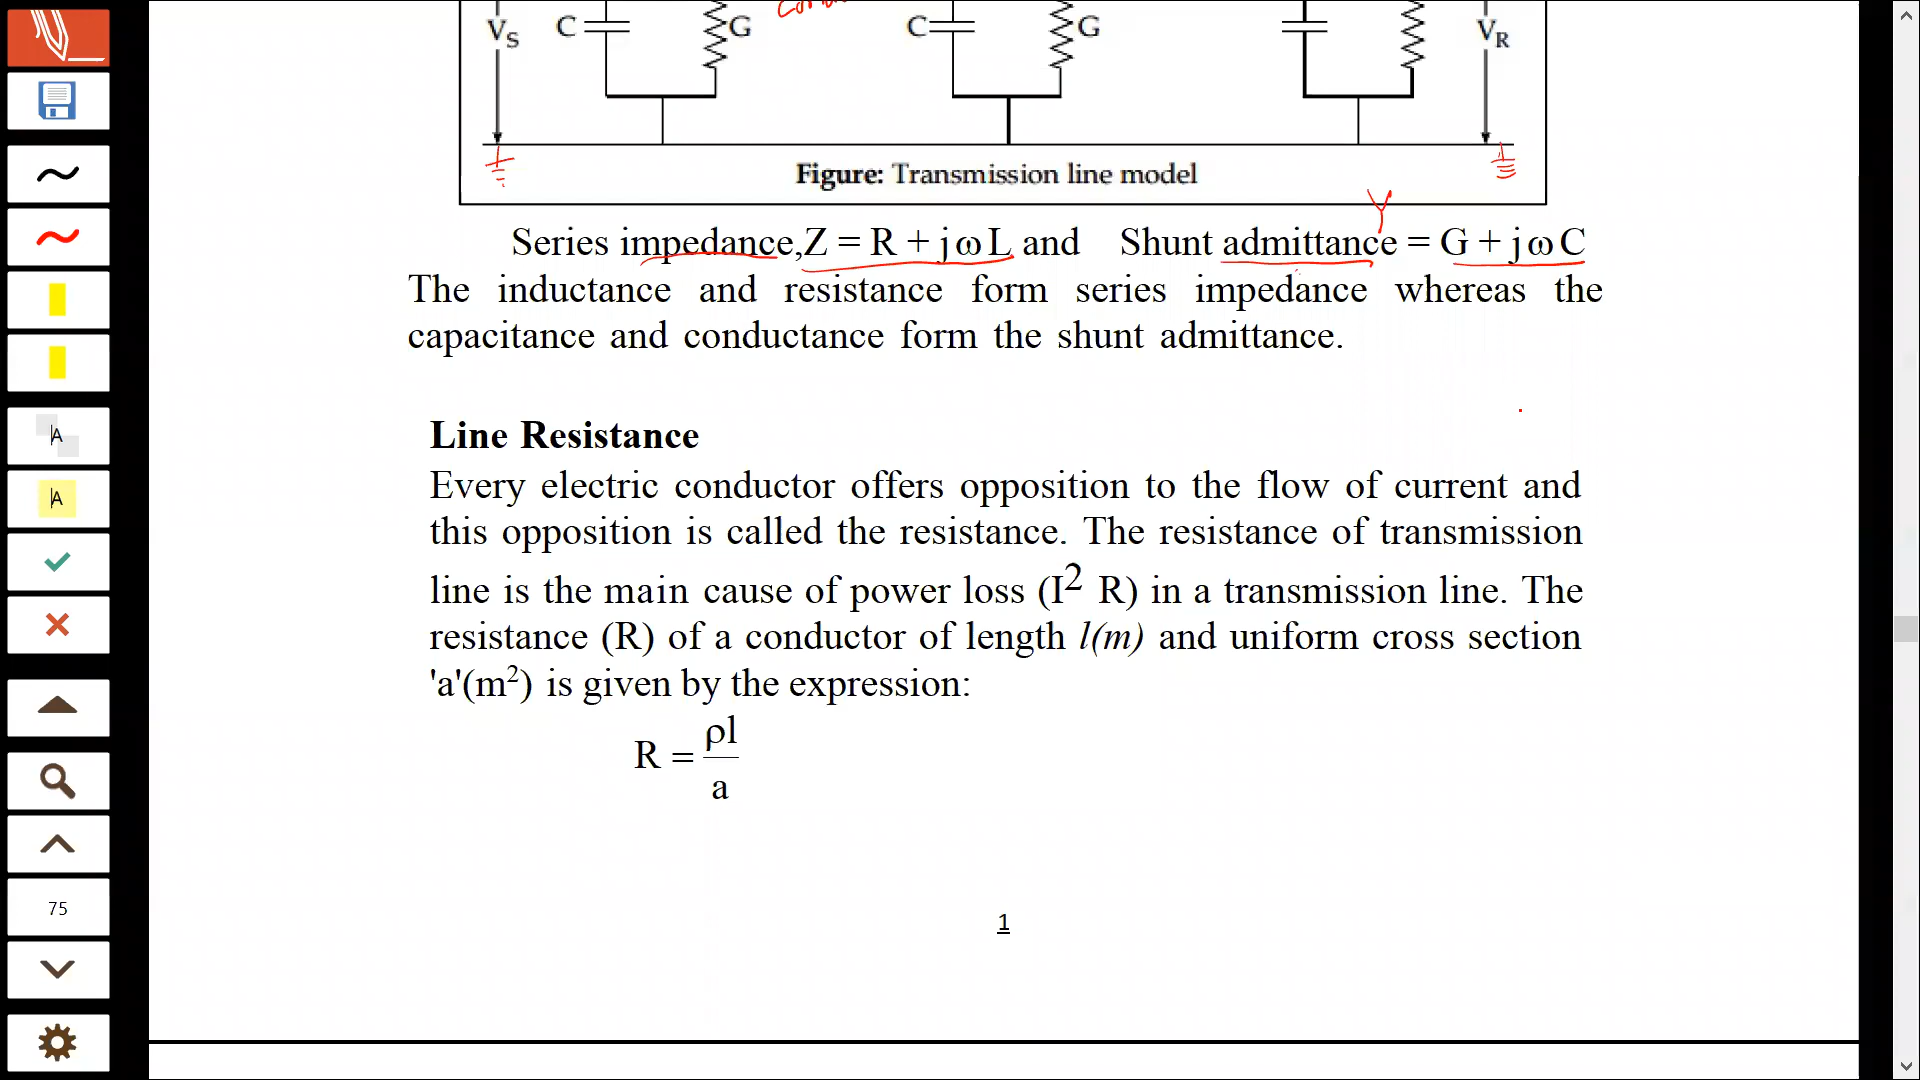 V_S C G C G V_R
Figure: Transmission line model
Y
Series impedance,Z = R + jωL and Shunt admittance = G + jωC
The inductance and resistance form series impedance whereas the
capacitance and conductance form the shunt admittance.
Line Resistance
Every electric conductor offers opposition to the flow of current and
this opposition is called the resistance. The resistance of transmission
line is the main cause of power loss (I² R) in a transmission line. The
resistance (R) of a conductor of length l(m) and uniform cross section
'a'(m²) is given by the expression:
R = ρl
a
1
A
A
75